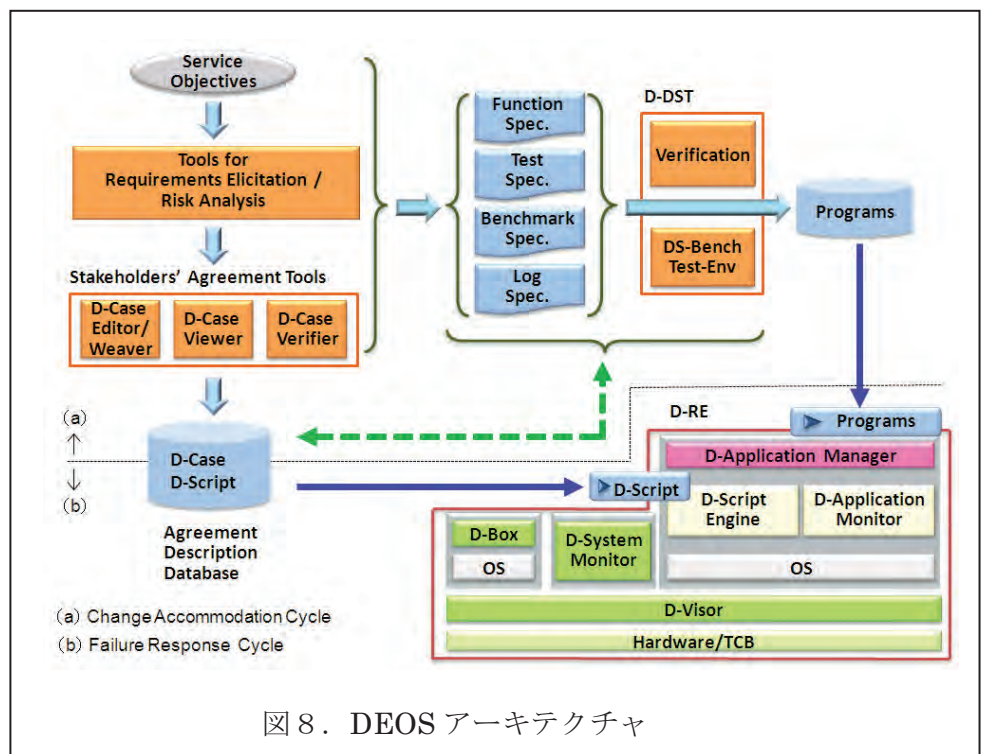 Service
Objectives
Tools for
Requirements Elicitation /
Risk Analysis
Stakeholders' Agreement Tools
D-Case
Editor/
Weaver
D-Case
Viewer
D-Case
Verifier
Function
Spec.
Test
Spec.
Benchmark
Spec.
Log
Spec.
D-DST
Verification
DS-Bench
Test-Env
Programs
(a)
↑
↓
(b)
D-Case
D-Script
Agreement
Description
Database
D-RE
Programs
D-Application Manager
D-Script
D-Script
Engine
D-Application
Monitor
D-Box
OS
D-System
Monitor
OS
D-Visor
Hardware/TCB
(a) Change Accommodation Cycle
(b) Failure Response Cycle
図8．DEOS アーキテクチャ